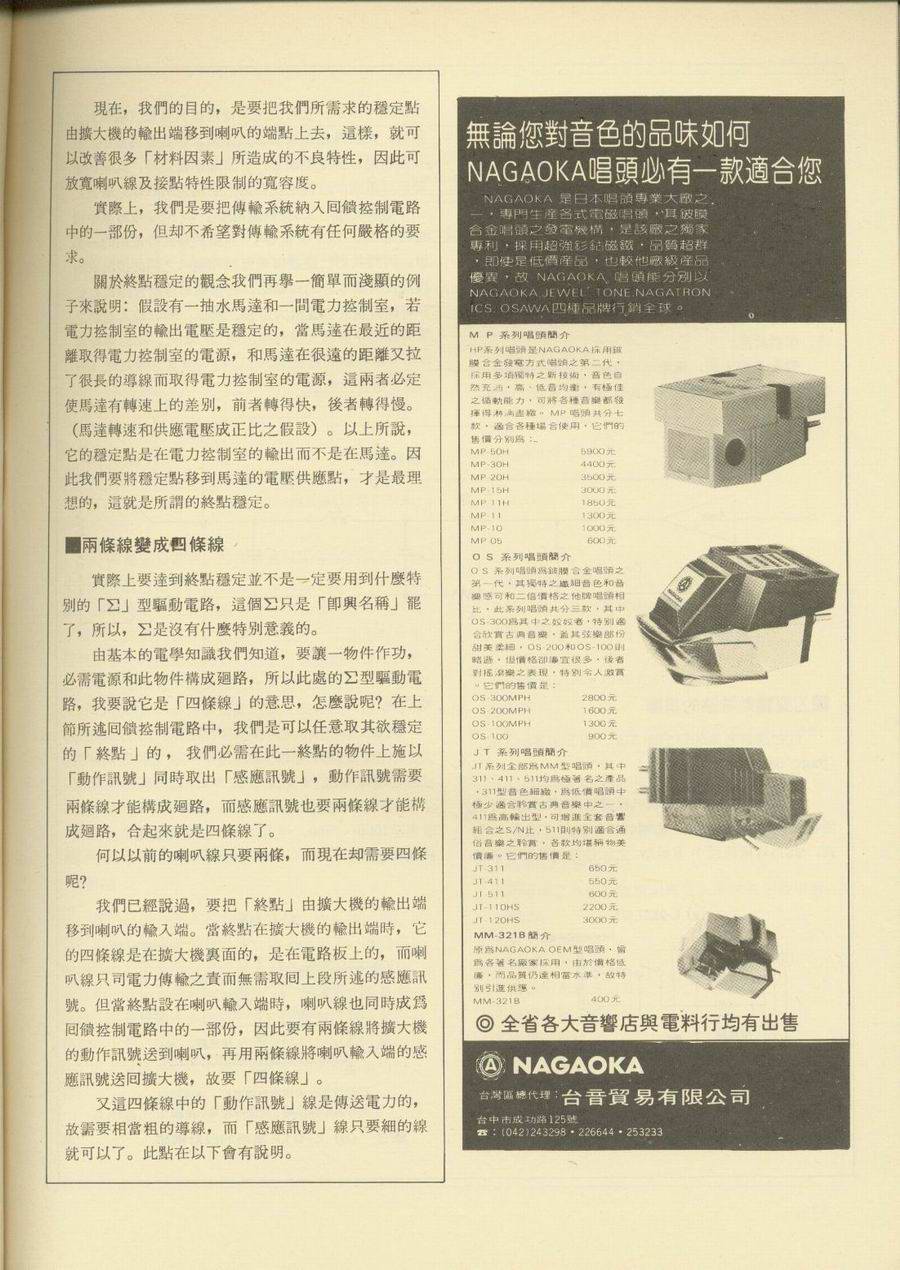 現在，我們的目的，是要把我們所需求的穩定點
由擴大機的輸出端移到喇叭的端點上去，這樣，就可
以改善很多「材料因素」所造成的不良特性，因此可
放寬喇叭線及接點特性限制的寬容度。
實際上，我們是要把傳輸系統納入回饋控制電路
中的一部份，但却不希望對傳輸系統有任何嚴格的要
求。
關於終點穩定的觀念我們再擧一簡單而淺顯的例
子來說明：假設有一抽水馬達和一間電力控制室，若
電力控制室的輸出電壓是穩定的，當馬達在最近的距
離取得電力控制室的電源，和馬達在很遠的距離又拉
了很長的導線而取得電力控制室的電源，這兩者必定
使馬達有轉速上的差別，前者轉得快，後者轉得慢。
（馬達轉速和供應電壓成正比之假設）。以上所說，
它的穩定點是在電力控制室的輸出而不是在馬達。因
此我們要將穩定點移到馬達的電壓供應點，才是最理
想的，這就是所謂的終點穩定。
■兩條線變成四條線
實際上要達到終點穩定並不是一定要用到什麼特
別的「Σ」型驅動電路，這個Σ只是「卽興名稱」罷
了，所以，Σ是沒有什麼特別意義的。
由基本的電學知識我們知道，要讓一物件作功，
必需電源和此物件構成廻路，所以此處的Σ型驅動電
路，我要說它是「四條線」的意思，怎麼說呢？在上
節所述回饋控制電路中，我們是可以任意取其欲穩定
的「終點」的，我們必需在此一終點的物件上施以
「動作訊號」同時取出「感應訊號」，動作訊號需要
兩條線才能構成廻路，而感應訊號也要兩條線才能構
成廻路，合起來就是四條線了。
何以以前的喇叭線只要兩條，而現在却需要四條
呢？
我們已經說過，要把「終點」由擴大機的輸出端
移到喇叭的輸入端。當終點在擴大機的輸出端時，它
的四條線是在擴大機裏面的，是在電路板上的，而喇
叭線只司電力傳輸之責而無需取囘上段所述的感應訊
號。但當終點設在喇叭輸入端時，喇叭線也同時成爲
囘饋控制電路中的一部份，因此要有兩條線將擴大機
的動作訊號送到喇叭，再用兩條線將喇叭輸入端的感
應訊號送囘擴大機，故要「四條線」。
又這四條線中的「動作訊號」線是傳送電力的，
故需要相當粗的導線，而「感應訊號」線只要細的線
就可以了。此點在以下會有說明。
無論您對音色的品味如何
NAGAOKA唱頭必有一款適合您
NAGAOKA 是日本唱頭專業大廠之
一，專門生產各式電磁唱頭，其鈹膜
合金唱頭之發電機構，是該廠之獨家
專利，採用超強釤鈷磁鐵，品質超群
，即使是低價産品，也較他廠級産品
優異，故 NAGAOKA 唱頭能分別以
NAGAOKA JEWEL TONE.NAGATRON
ICS. OSAWA四種品牌行銷全球。
M P 系列唱頭簡介
HP系列唱頭是NAGAOKA採用鈹
膜合金發電方式唱頭之第二代，
採用多項獨特之新技術，音色自
然充沛，高、低音均衡，有極佳
之循軌能力，可將各種音樂都發
揮得淋漓盡緻。MP 唱頭共分七
款，適合各種場合使用，它們的
售價分別爲：
MP-50H 5900元
MP-30H 4400元
MP-20H 3500元
MP-15H 3000元
MP-11H 1850元
MP-11 1300元
MP-10 1000元
MP-05 600元
O S 系列唱頭簡介
OS 系列唱頭爲鈹膜合金唱頭之
第一代，其獨特之纖細音色和音
樂感可和二倍價格之他牌唱頭相
比，此系列唱頭共分三款，其中
OS-300爲其中之姣姣者，特別適
合欣賞古典音樂，蓋其弦樂部份
甜美柔細，OS-200和OS-100則
略遜，但價格卻廉宜很多，後者
對搖滾樂之表現，特別令人激賞
。它們的售價是：
OS-300MPH 2800元
OS-200MPH 1600元
OS-100MPH 1300元
OS-100 900元
J T 系列唱頭簡介
JT系列全部爲MM型唱頭，其中
311、411、511均爲極著名之產品
，311型音色細緻，爲低價唱頭中
極少適合聆賞古典音樂中之一，
411爲高輸出型，可增進全套音響
組合之S/N比，511則特別適合通
俗音樂之聆賞，各款均堪稱物美
價廉。它們的售價是：
JT-311 650元
JT-411 550元
JT-511 600元
JT-110HS 2200元
JT-120HS 3000元
MM-321B 簡介
原爲NAGAOKA OEM型唱頭，
爲各著名廠家採用，由於價格低
廉，而品質仍達相當水準，故特
別引進供應。
MM-321B 400元
◎ 全省各大音響店與電料行均有出售
NAGAOKA
台灣區總代理：台音貿易有限公司
台中市成功路125號
☎：(042)243298・226644・253233
NAGAOKA